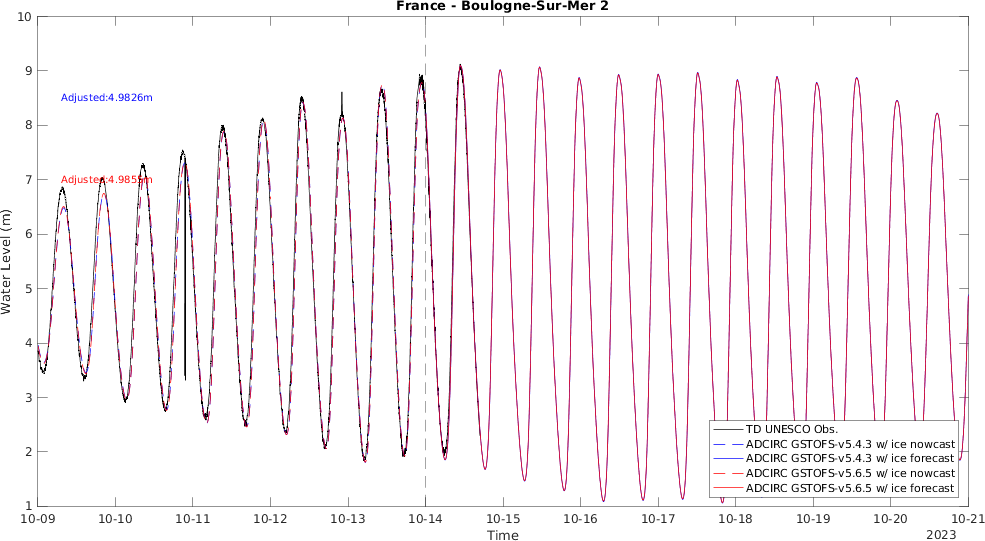 France - Boulogne-Sur-Mer 2
10
9
8
7
6
5
4
3
2
1
Water Level (m)
Adjusted:4.9826m
Adjusted:4.9855m
TD UNESCO Obs.
ADCIRC GSTOFS-v5.4.3 w/ ice nowcast
ADCIRC GSTOFS-v5.4.3 w/ ice forecast
ADCIRC GSTOFS-v5.6.5 w/ ice nowcast
ADCIRC GSTOFS-v5.6.5 w/ ice forecast
10-09 10-10 10-11 10-12 10-13 10-14 10-15 10-16 10-17 10-18 10-19 10-20 10-21
Time
2023